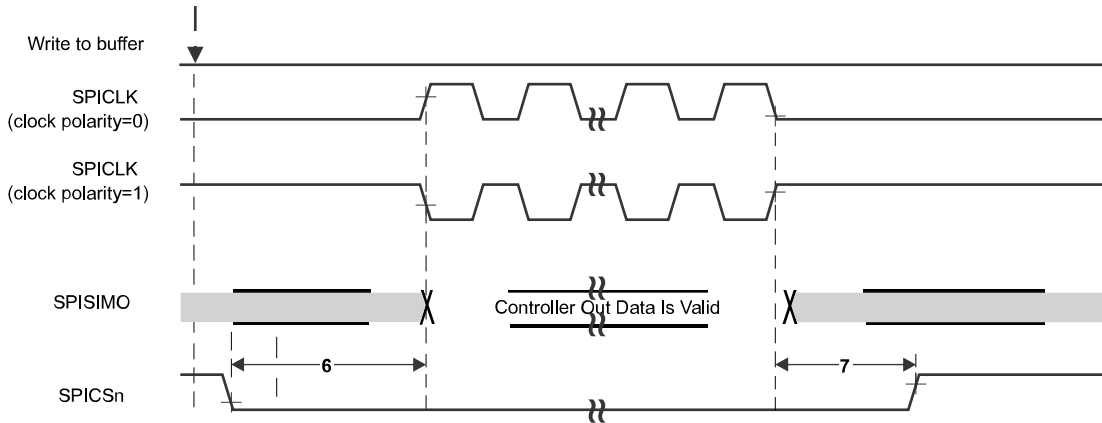 Write to buffer
SPICLK
(clock polarity=0)
SPICLK
(clock polarity=1)
SPISIMO
Controller Out Data Is Valid
6
7
SPICSn